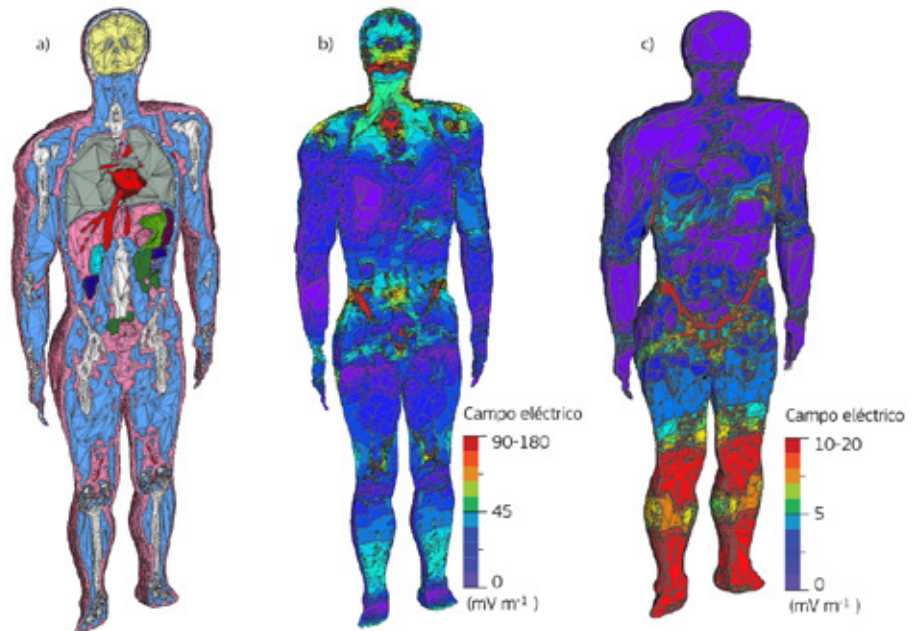 a)
b)
c)
Campo eléctrico
90-180
45
0
(mV m⁻¹ )
Campo eléctrico
10-20
5
0
(mV m⁻¹ )